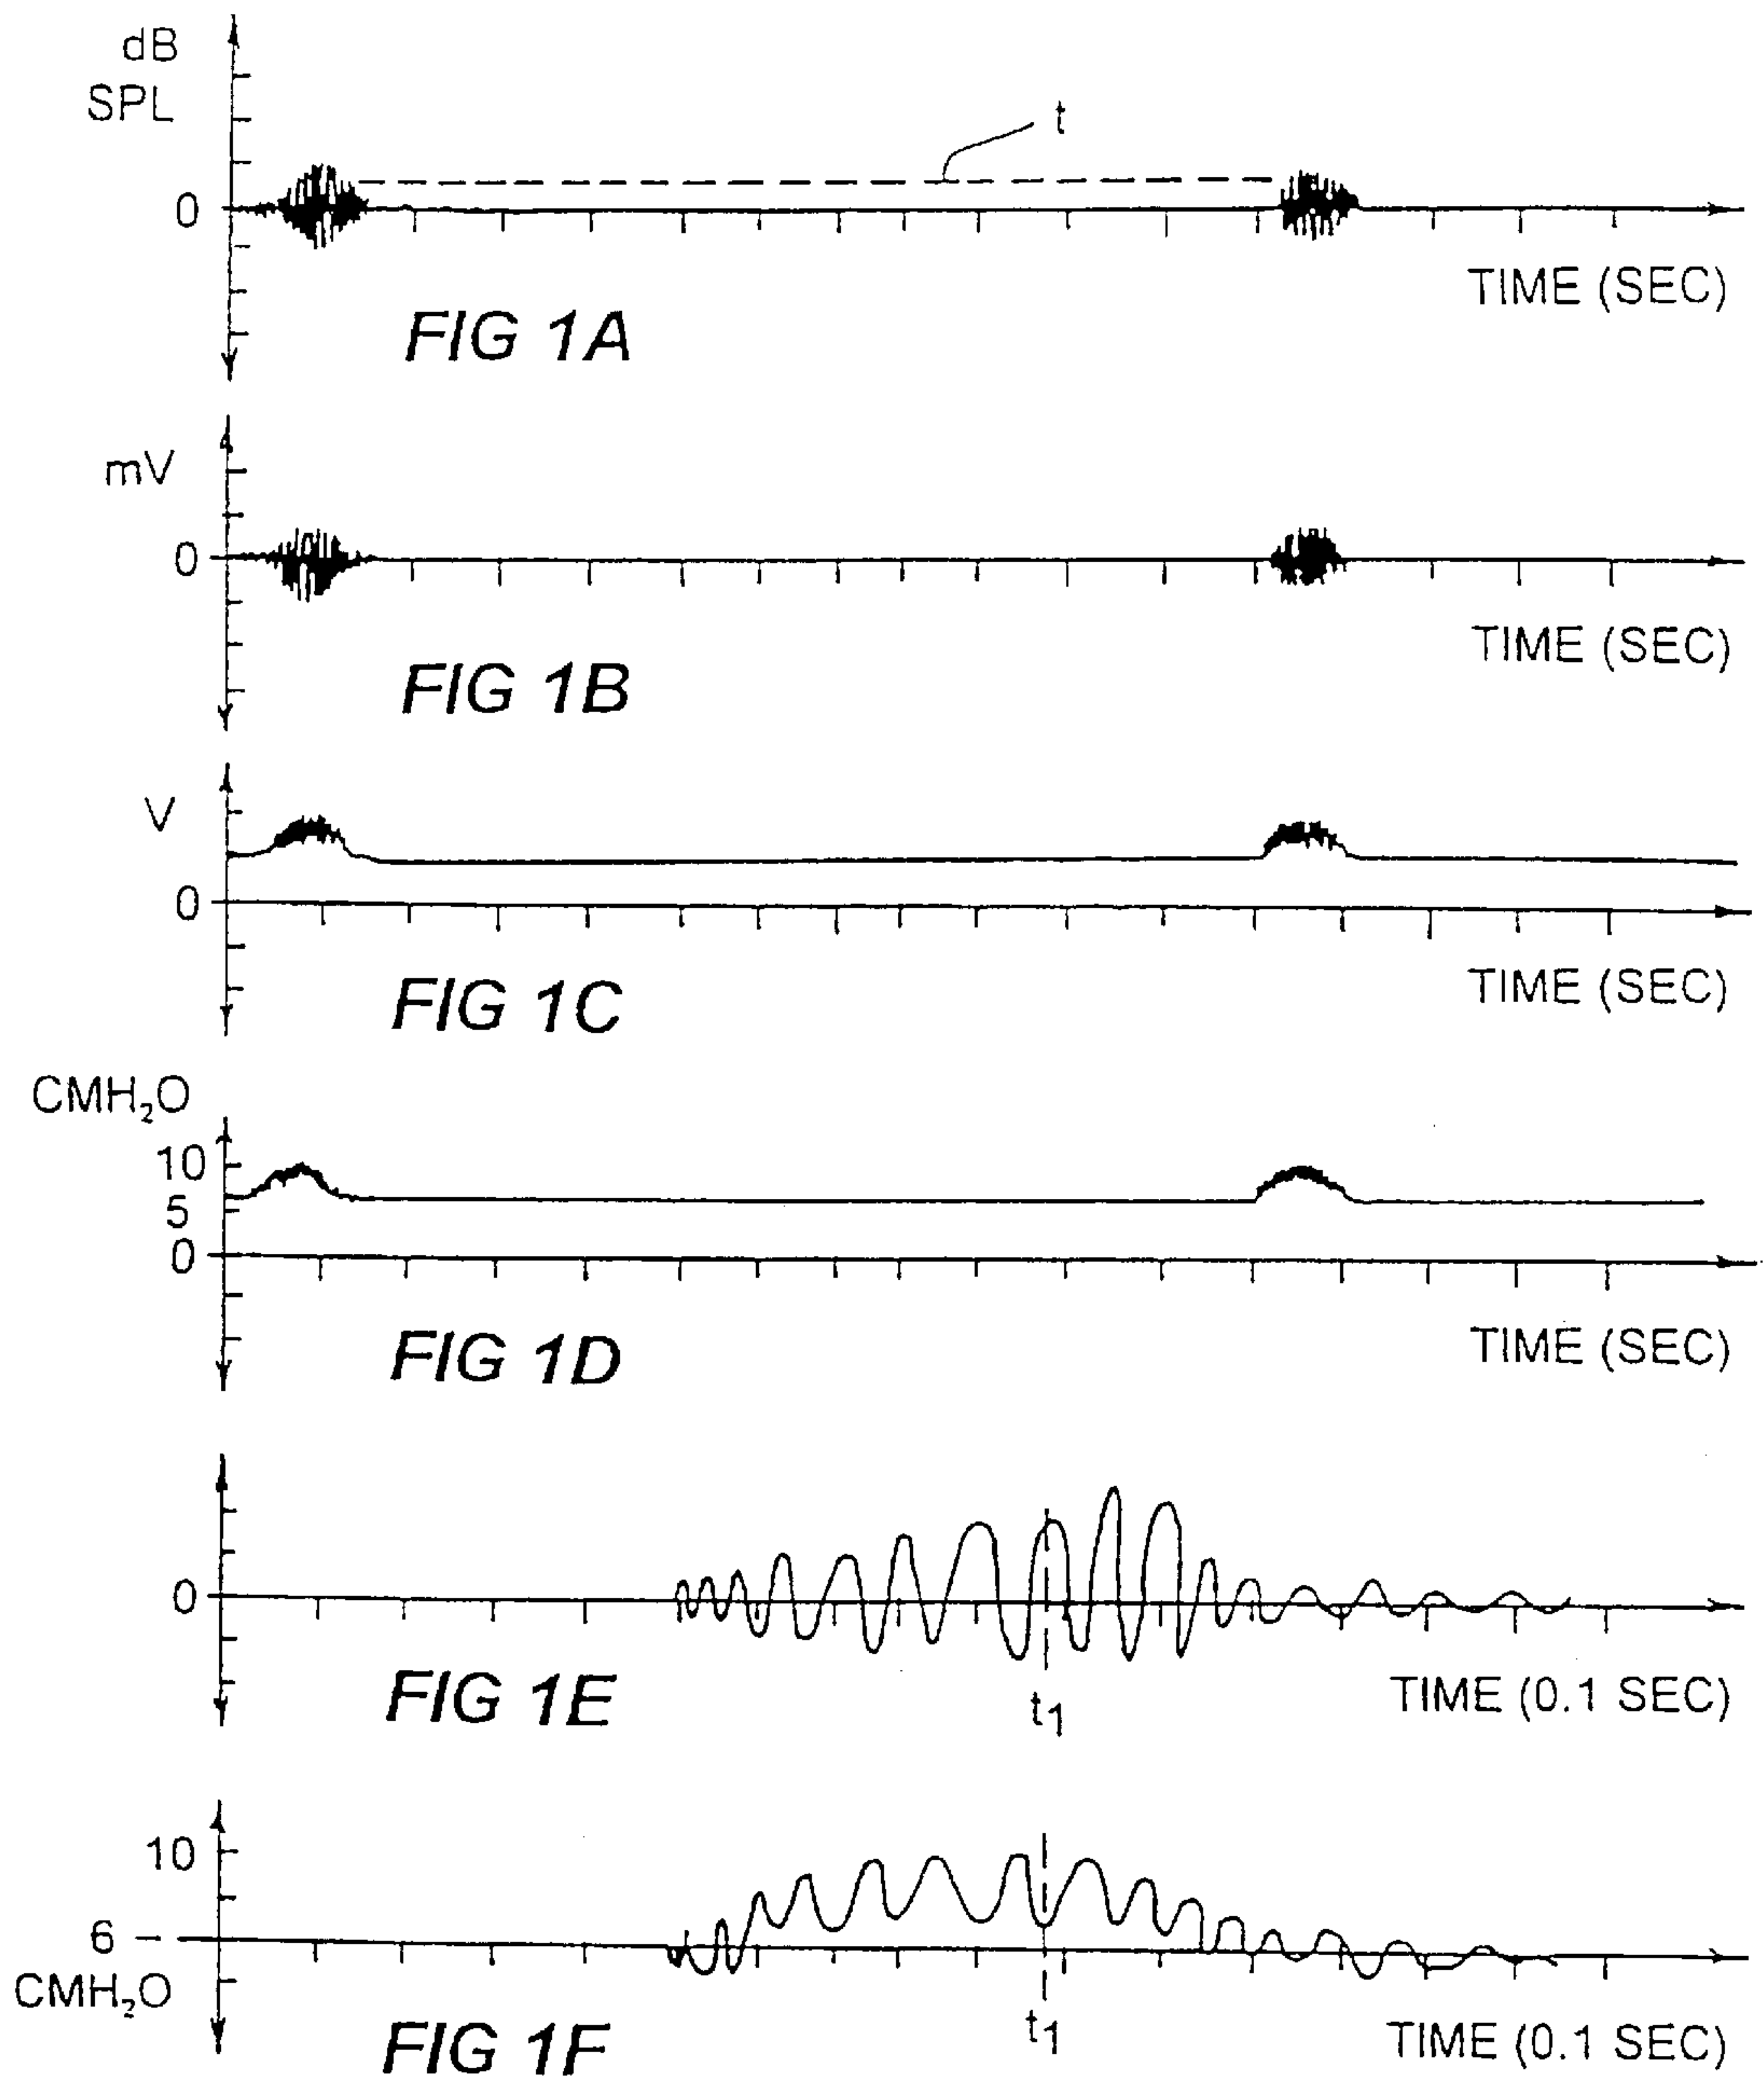 dB
SPL
t
0
TIME (SEC)
FIG 1A
mV
0
TIME (SEC)
FIG 1B
V
0
TIME (SEC)
FIG 1C
CMH₂O
10
5
0
TIME (SEC)
FIG 1D
0
TIME (0.1 SEC)
FIG 1E
t₁
10
6
CMH₂O
t₁
TIME (0.1 SEC)
FIG 1F